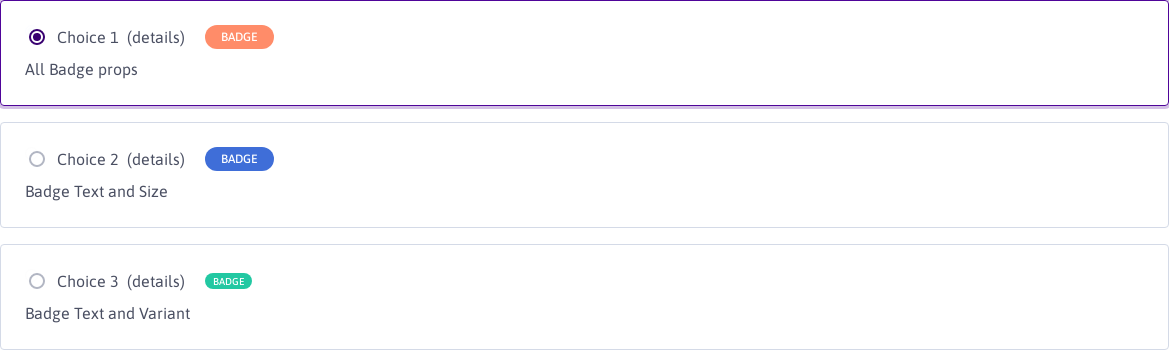 Choice 1 (details) BADGE
All Badge props
Choice 2 (details) BADGE
Badge Text and Size
Choice 3 (details) BADGE
Badge Text and Variant